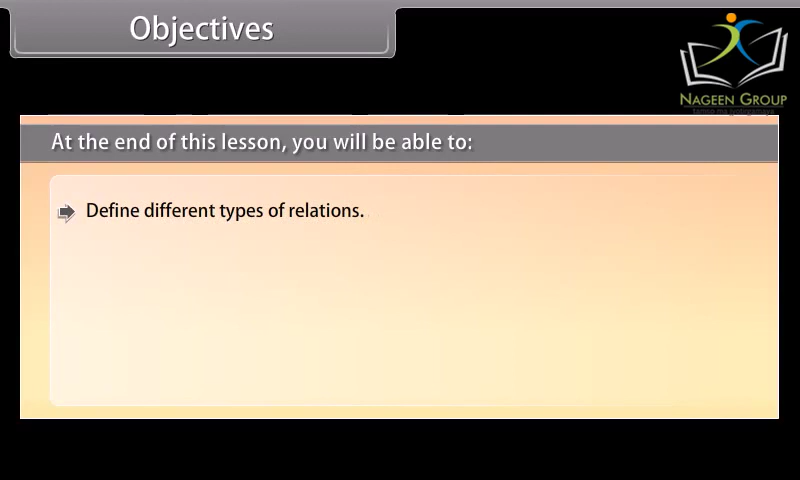 Objectives
NAGEEN GROUP
At the end of this lesson, you will be able to:
Define different types of relations.